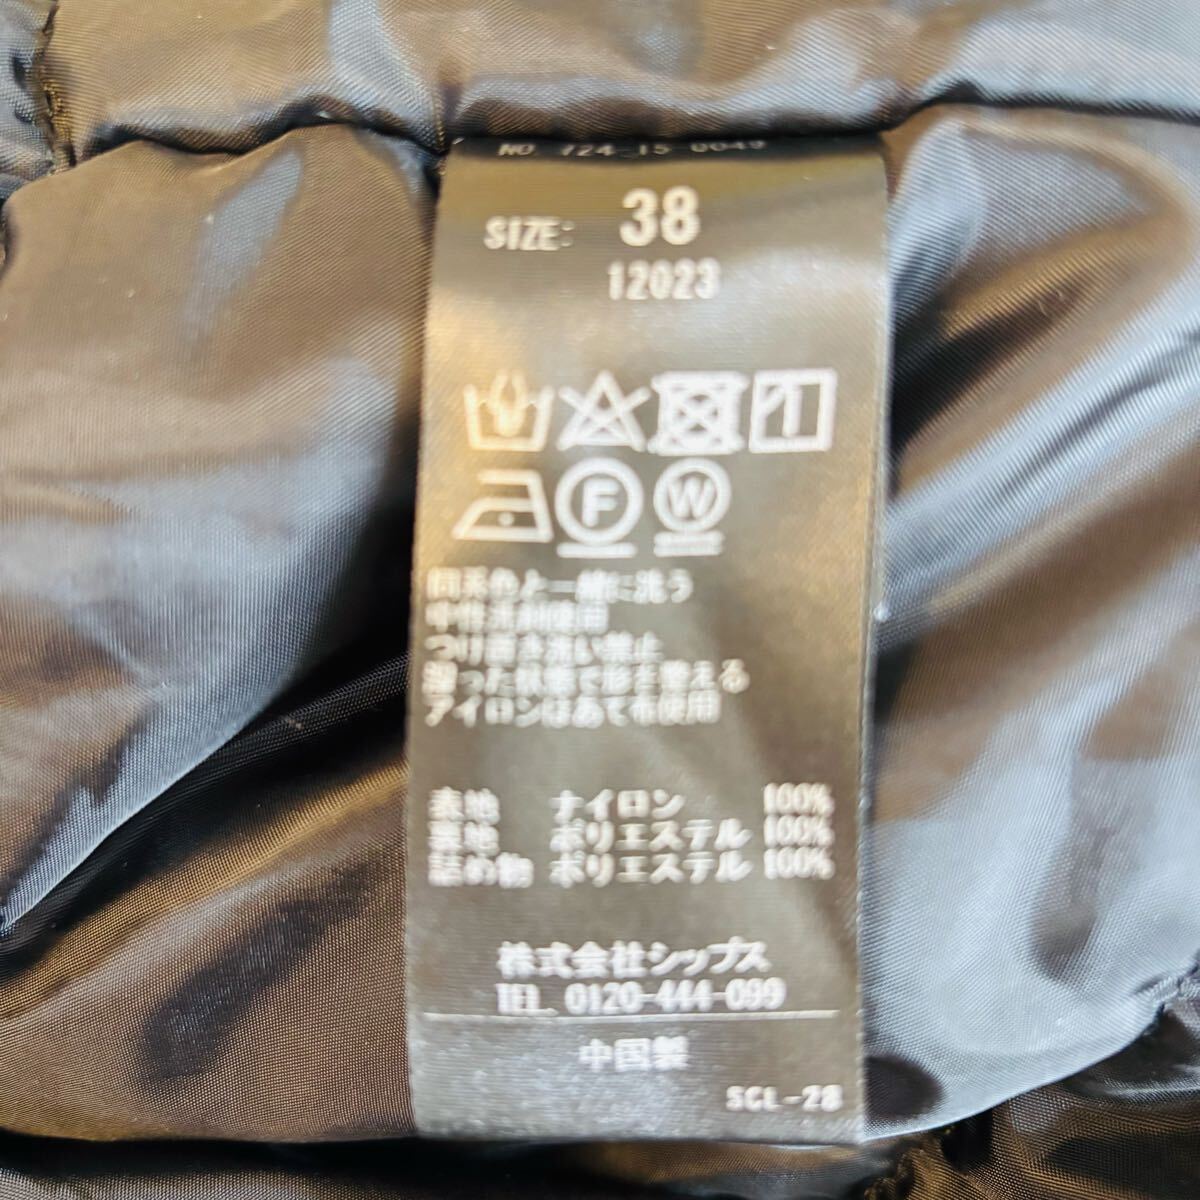 NO. 724-15-0049
SIZE: 38
12023
F W
同系色と一緒に洗う
中性洗剤使用
つけ置き洗い禁止
湿った状態で形を整える
アイロンはあて布使用
表地 ナイロン 100%
裏地 ポリエステル 100%
詰め物 ポリエステル 100%
株式会社シップス
TEL. 0120-444-099
中国製
SCL-28